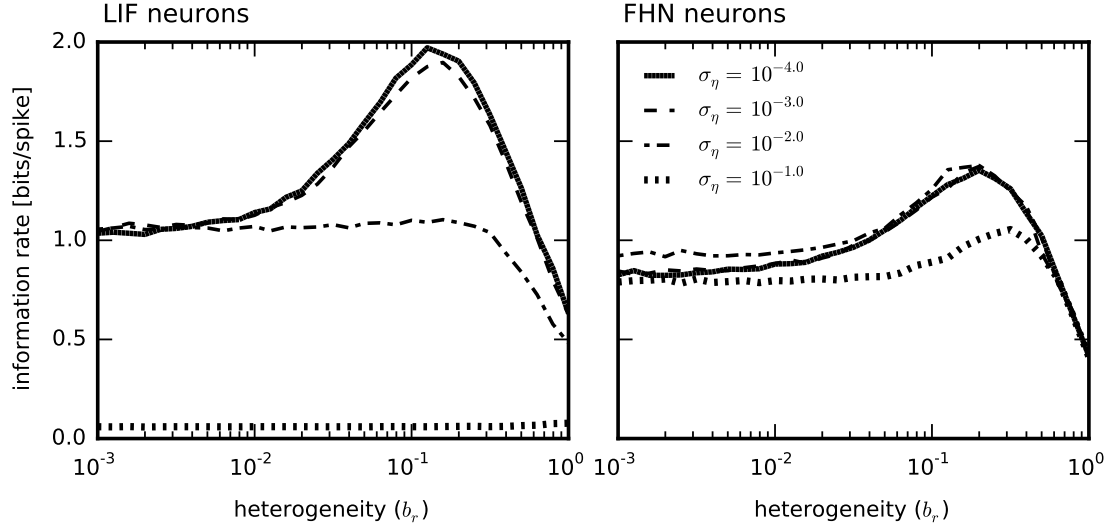 LIF neurons
FHN neurons
information rate [bits/spike]
2.0
1.5
1.0
0.5
0.0
σ_η = 10^{-4.0}
σ_η = 10^{-3.0}
σ_η = 10^{-2.0}
σ_η = 10^{-1.0}
10^{-3} 10^{-2} 10^{-1} 10^{0}
10^{-3} 10^{-2} 10^{-1} 10^{0}
heterogeneity (b_r)
heterogeneity (b_r)